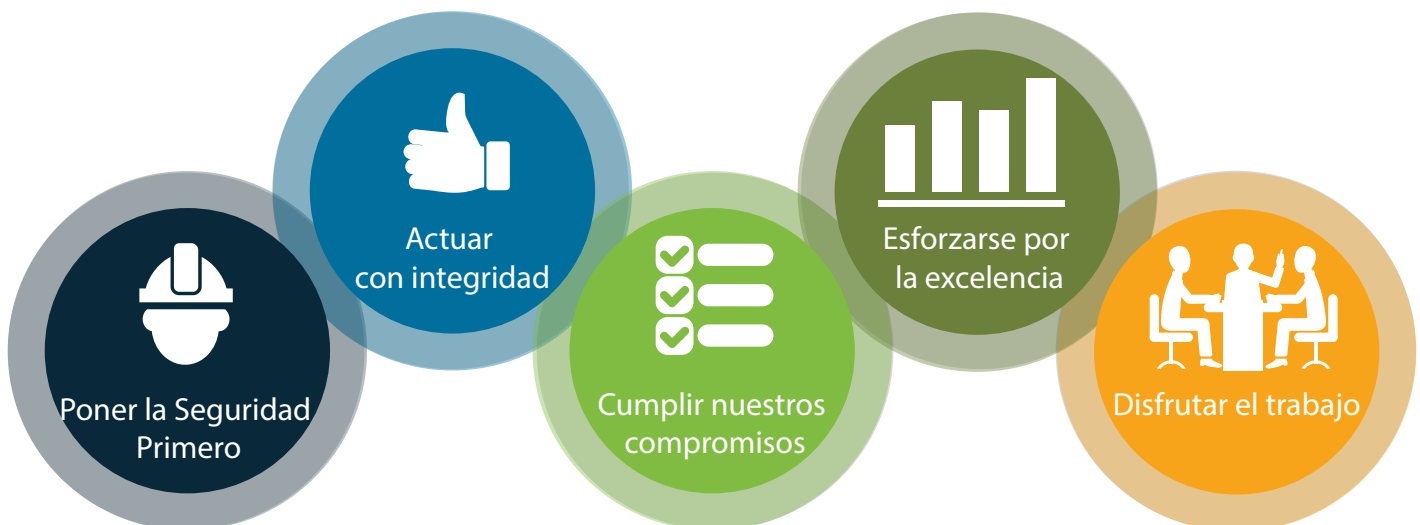 Poner la Seguridad
Primero
Actuar
con integridad
Cumplir nuestros
compromisos
Esforzarse por
la excelencia
Disfrutar el trabajo